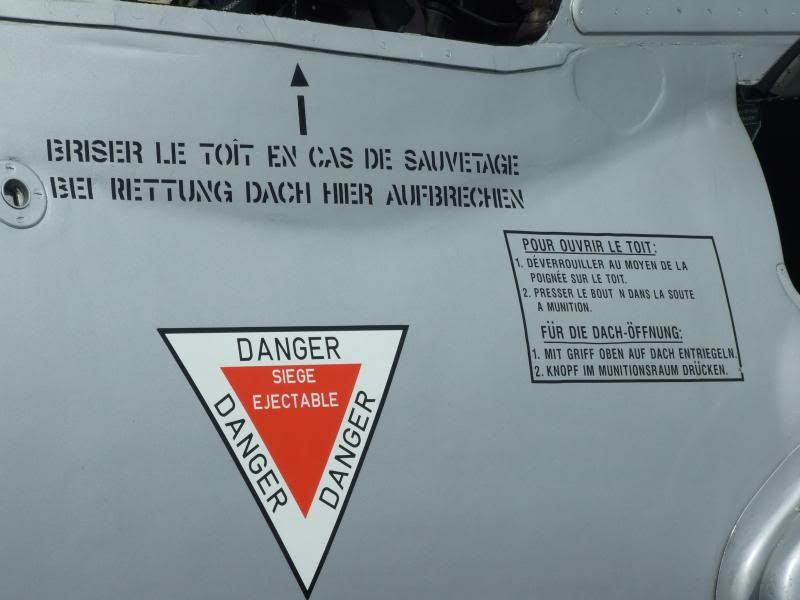 BRISER LE TOÎT EN CAS DE SAUVETAGE
BEI RETTUNG DACH HIER AUFBRECHEN
POUR OUVRIR LE TOIT:
1. DÉVERROUILLER AU MOYEN DE LA
POIGNÉE SUR LE TOIT.
2. PRESSER LE BOUT N DANS LA SOUTE
A MUNITION.
FÜR DIE DACH-ÖFFNUNG:
1. MIT GRIFF OBEN AUF DACH ENTRIEGELN.
2. KNOPF IM MUNITIONSRAUM DRÜCKEN.
DANGER
SIEGE
EJECTABLE
DANGER
DANGER